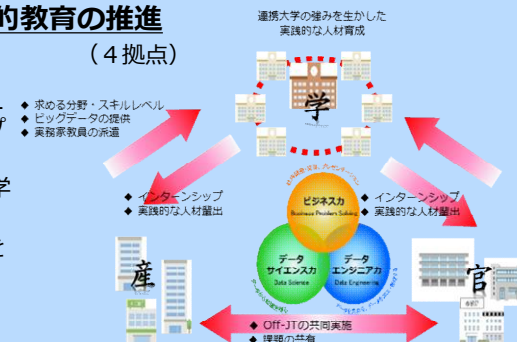 的教育の推進
（４拠点）
連携大学の強みを生かした
実践的な人材育成
◆ 求める分野・スキルレベル
◆ ビッグデータの提供
◆ 実務家教員の派遣
プ
学
と
学
◆ インターンシップ
◆ 実践的な人材輩出
ビジネス力
Business Problem Solving
◆ インターンシップ
◆ 実践的な人材輩出
データ
サイエンス力
Data Science
データ
エンジニア力
Data Engineering
産
官
◆ Off-JTの共同実施
◆ 課題の共有